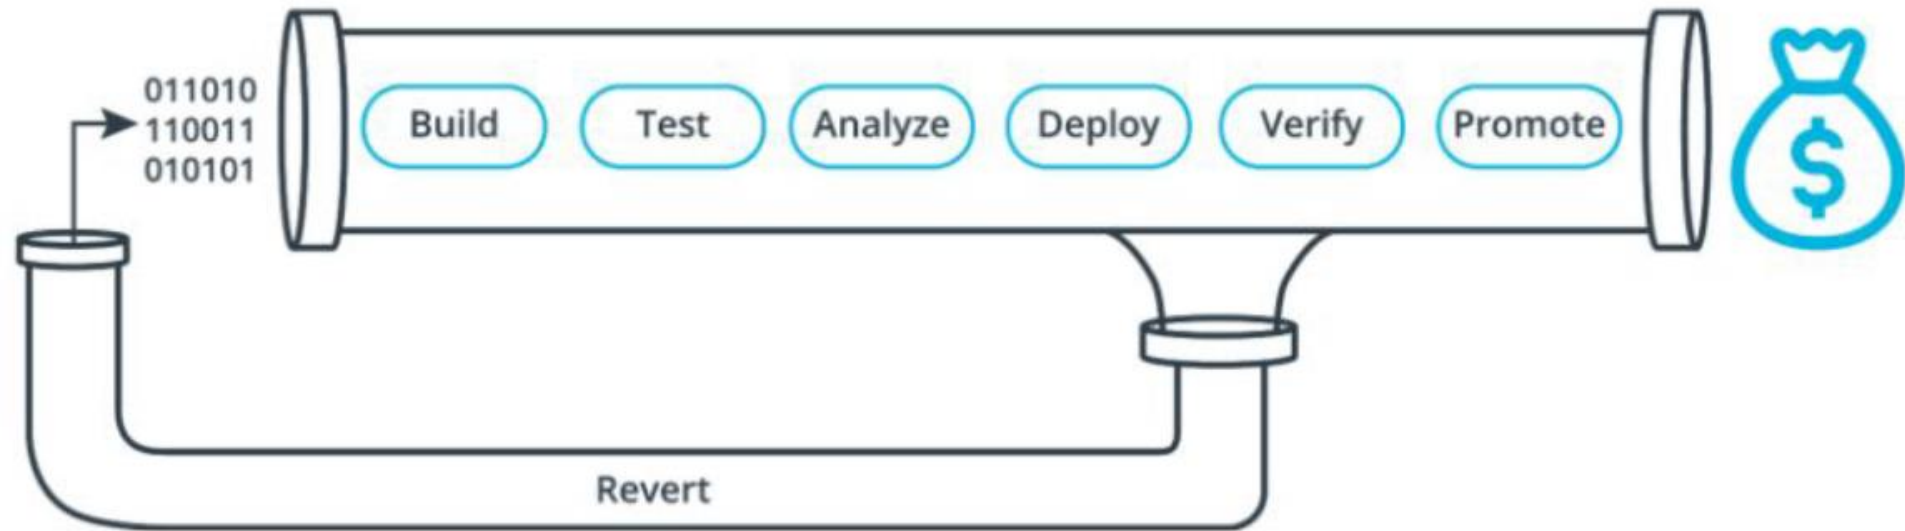 011010
110011
010101
Build Test Analyze Deploy Verify Promote
$
Revert